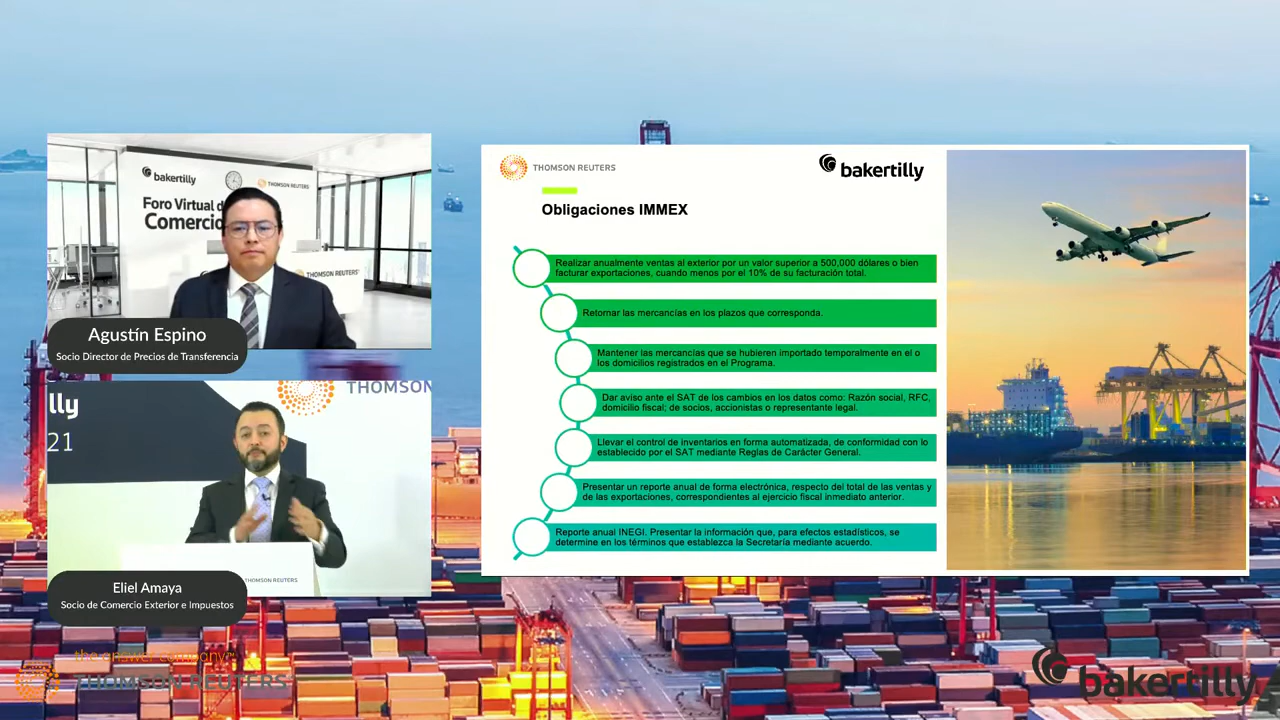 bakertilly
THOMSON REUTERS
Foro Virtual d
Comercio
THOMSON REUTERS
Agustín Espino
Socio Director de Precios de Transferencia
lly
21
THOMSON
THOMSON REUTERS
Eliel Amaya
Socio de Comercio Exterior e Impuestos
THOMSON REUTERS
bakertilly
Obligaciones IMMEX
Realizar anualmente ventas al exterior por un valor superior a 500,000 dólares o bien
facturar exportaciones, cuando menos por el 10% de su facturación total.
Retornar las mercancías en los plazos que corresponda.
Mantener las mercancías que se hubieren importado temporalmente en el o
los domicilios registrados en el Programa.
Dar aviso ante el SAT de los cambios en los datos como: Razón social, RFC,
domicilio fiscal; de socios, accionistas o representante legal.
Llevar el control de inventarios en forma automatizada, de conformidad con lo
establecido por el SAT mediante Reglas de Carácter General.
Presentar un reporte anual de forma electrónica, respecto del total de las ventas y
de las exportaciones, correspondientes al ejercicio fiscal inmediato anterior.
Reporte anual INEGI. Presentar la información que, para efectos estadísticos, se
determine en los términos que establezca la Secretaría mediante acuerdo.
the answer company™
THOMSON REUTERS
bakertilly